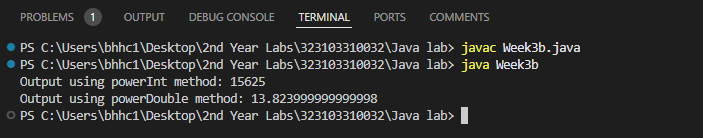 PROBLEMS 1 OUTPUT DEBUG CONSOLE TERMINAL PORTS COMMENTS
PS C:\Users\bhhc1\Desktop\2nd Year Labs\323103310032\Java lab> javac Week3b.java
PS C:\Users\bhhc1\Desktop\2nd Year Labs\323103310032\Java lab> java Week3b
Output using powerInt method: 15625
Output using powerDouble method: 13.823999999999998
PS C:\Users\bhhc1\Desktop\2nd Year Labs\323103310032\Java lab>